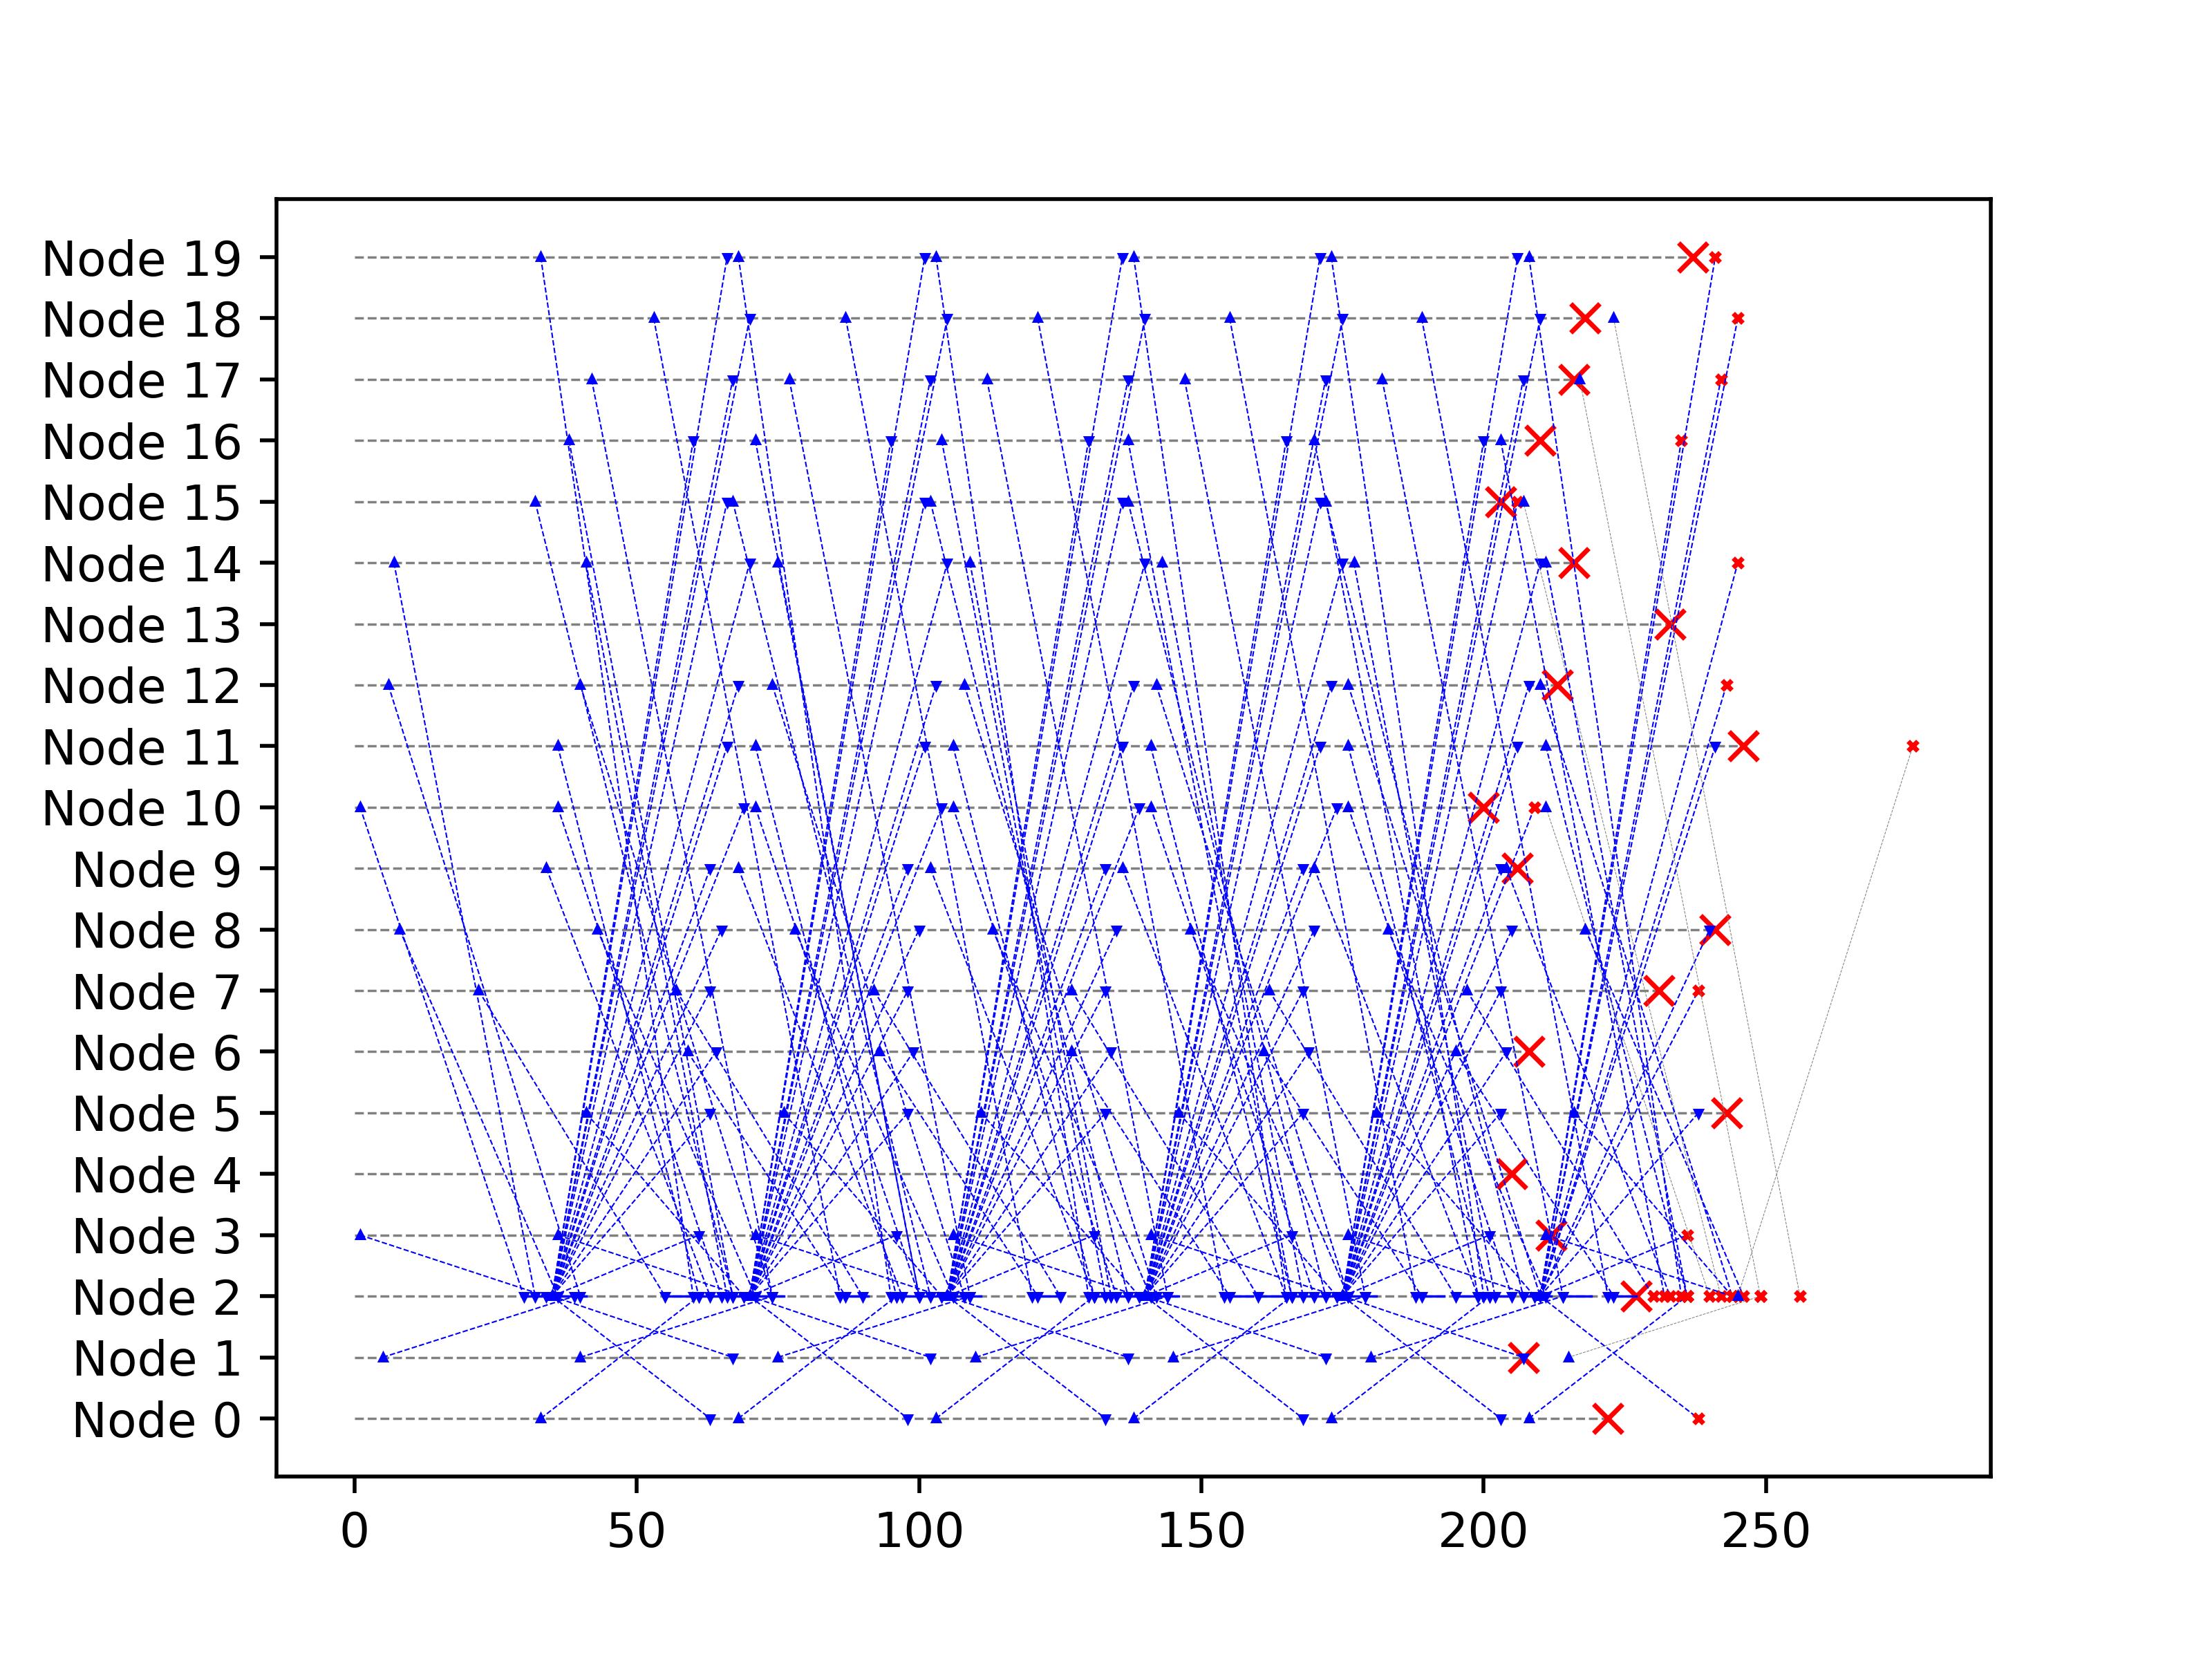 Node 19
Node 18
Node 17
Node 16
Node 15
Node 14
Node 13
Node 12
Node 11
Node 10
Node 9
Node 8
Node 7
Node 6
Node 5
Node 4
Node 3
Node 2
Node 1
Node 0
0 50 100 150 200 250